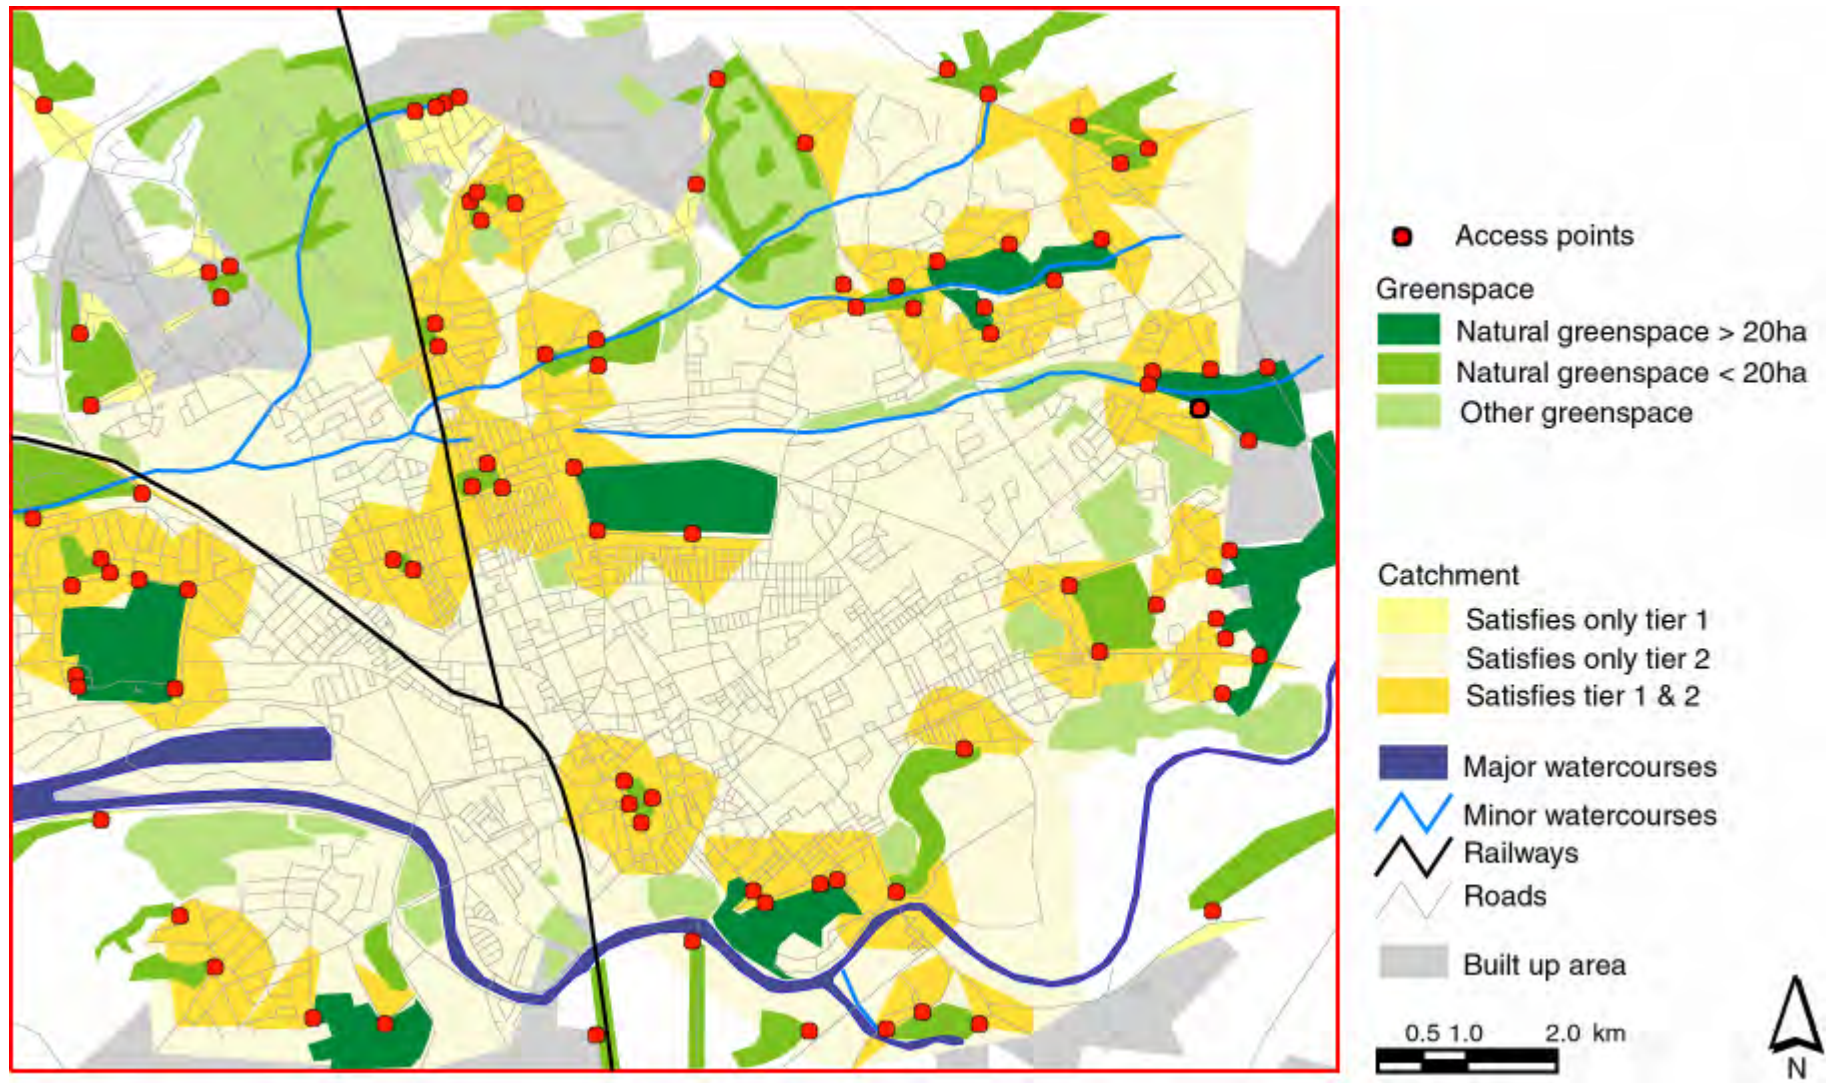 Access points
Greenspace
Natural greenspace > 20ha
Natural greenspace < 20ha
Other greenspace
Catchment
Satisfies only tier 1
Satisfies only tier 2
Satisfies tier 1 & 2
Major watercourses
Minor watercourses
Railways
Roads
Built up area
0.5 1.0 2.0 km
N